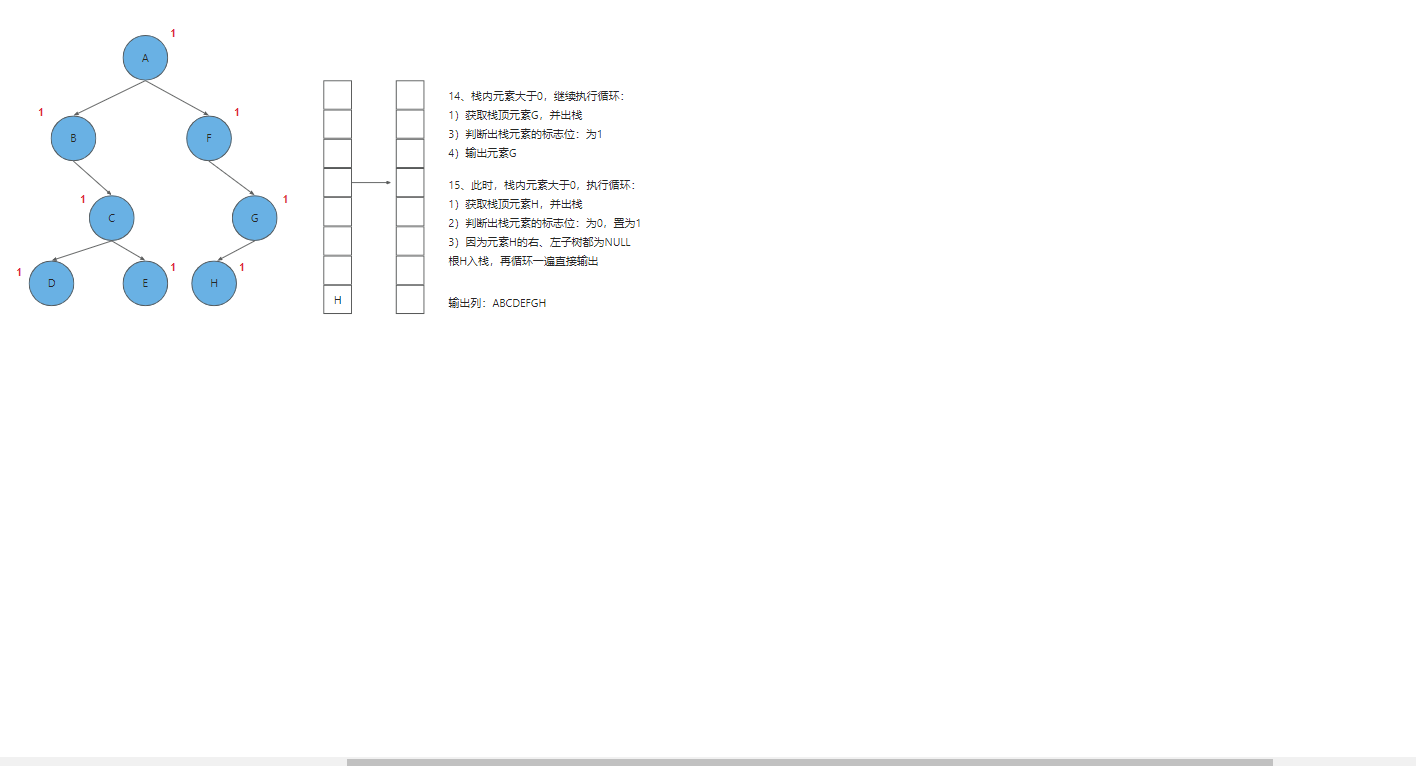 1
A
1
1
B
F
1
1
C
G
1
1
1
D
E
H
H
14、栈内元素大于0，继续执行循环：
1）获取栈顶元素G，并出栈
3）判断出栈元素的标志位：为1
4）输出元素G
15、此时，栈内元素大于0，执行循环：
1）获取栈顶元素H，并出栈
2）判断出栈元素的标志位：为0，置为1
3）因为元素H的右、左子树都为NULL
根H入栈，再循环一遍直接输出
输出列：ABCDEFGH